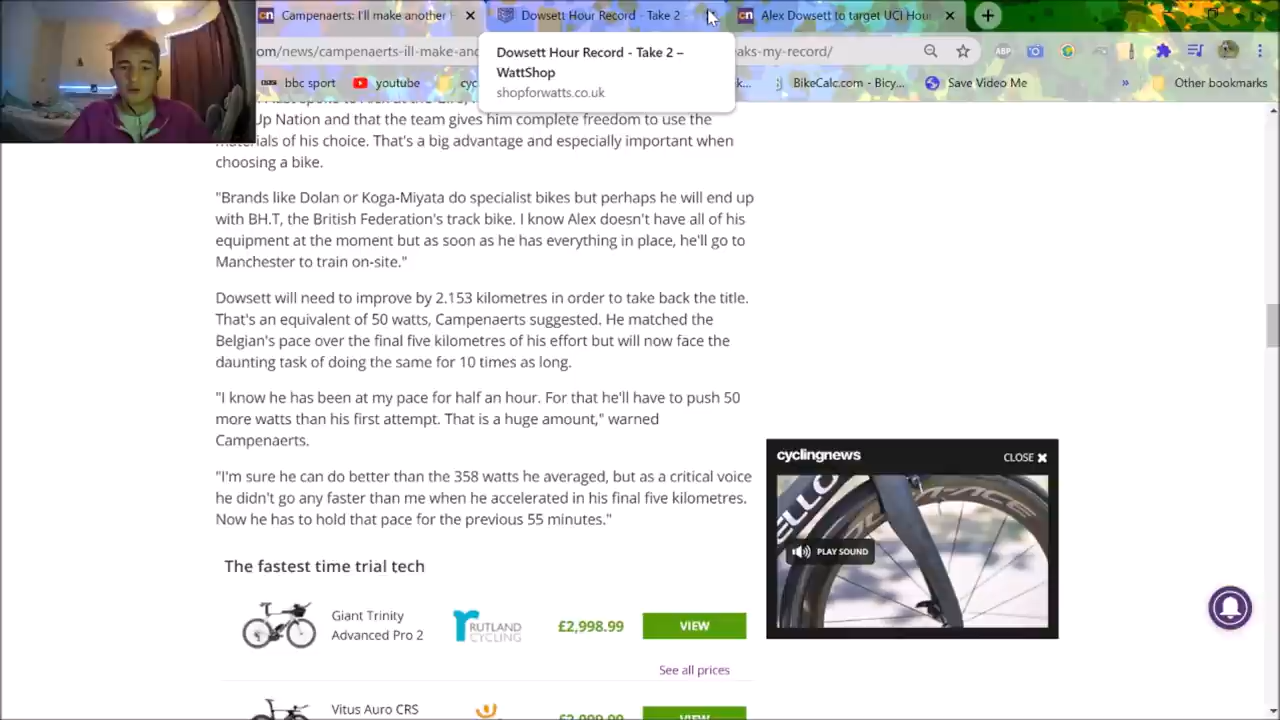 cn Campenaerts: I'll make another
Dowsett Hour Record - Take 2 -
cn Alex Dowsett to target UCI Hour
om/news/campenaerts-ill-make-an
eaks-my-record/
ABP
bbc sport
youtube
cyc
k...
BikeCalc.com - Bicy...
Save Video Me
»
Other bookmarks
Dowsett Hour Record - Take 2 –
WattShop
shopforwatts.co.uk
Up Nation and that the team gives him complete freedom to use the
materials of his choice. That's a big advantage and especially important when
choosing a bike.
"Brands like Dolan or Koga-Miyata do specialist bikes but perhaps he will end up
with BH.T, the British Federation's track bike. I know Alex doesn't have all of his
equipment at the moment but as soon as he has everything in place, he'll go to
Manchester to train on-site."
Dowsett will need to improve by 2.153 kilometres in order to take back the title.
That's an equivalent of 50 watts, Campenaerts suggested. He matched the
Belgian's pace over the final five kilometres of his effort but will now face the
daunting task of doing the same for 10 times as long.
"I know he has been at my pace for half an hour. For that he'll have to push 50
more watts than his first attempt. That is a huge amount," warned
Campenaerts.
"I'm sure he can do better than the 358 watts he averaged, but as a critical voice
he didn't go any faster than me when he accelerated in his final five kilometres.
Now he has to hold that pace for the previous 55 minutes."
cyclingnews
CLOSE
ELLO
PLAY SOUND
The fastest time trial tech
Giant Trinity
Advanced Pro 2
RUTLAND
CYCLING
£2,998.99
VIEW
See all prices
Vitus Auro CRS
£2,099.99
VIEW